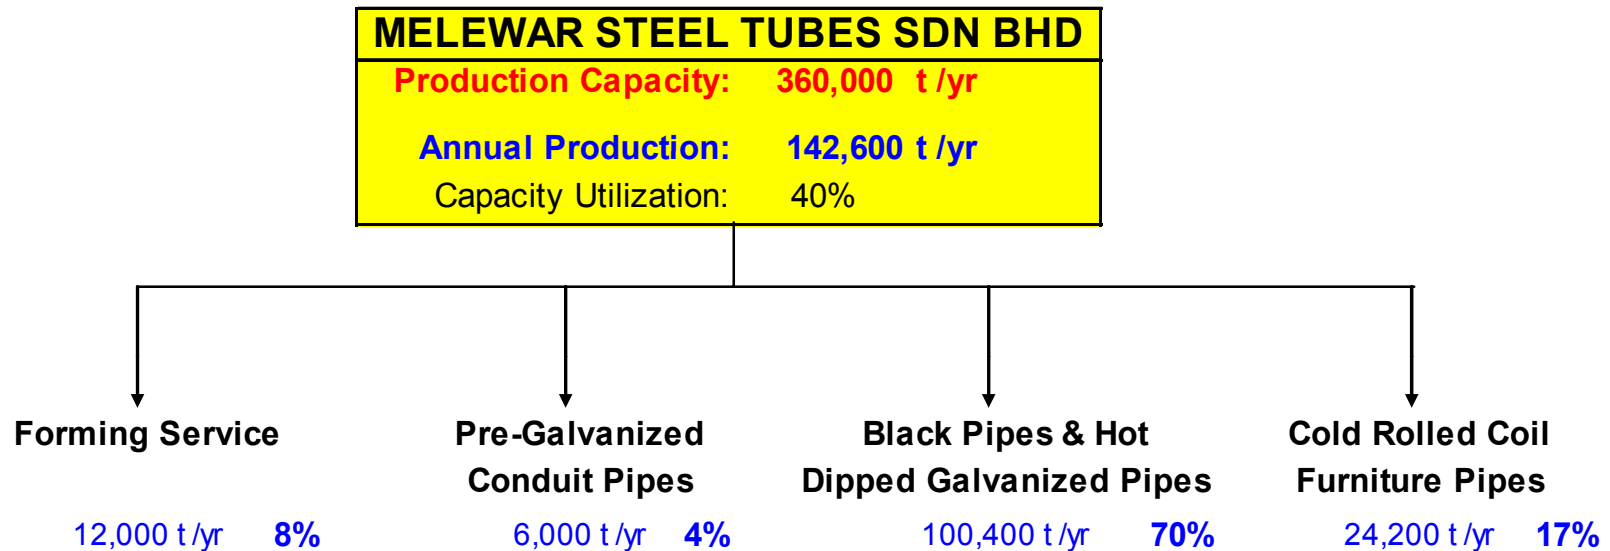 MELEWAR STEEL TUBES SDN BHD
Production Capacity: 360,000 t /yr
Annual Production: 142,600 t /yr
Capacity Utilization: 40%
Forming Service
Pre-Galvanized
Conduit Pipes
Black Pipes & Hot
Dipped Galvanized Pipes
Cold Rolled Coil
Furniture Pipes
12,000 t /yr 8%
6,000 t /yr 4%
100,400 t /yr 70%
24,200 t /yr 17%